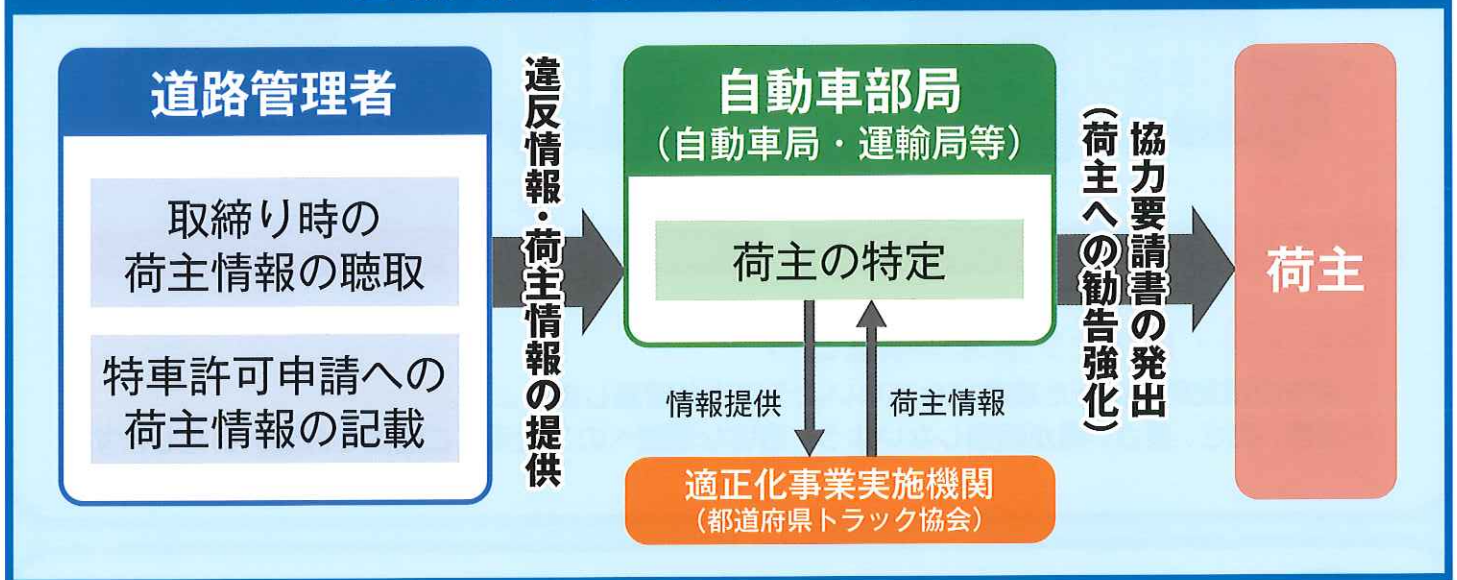 道路管理者
取締り時の
荷主情報の聴取
特車許可申請への
荷主情報の記載
違反情報・荷主情報の提供
自動車部局
（自動車局・運輸局等）
荷主の特定
情報提供
荷主情報
適正化事業実施機関
（都道府県トラック協会）
協力要請書の発出
（荷主への勧告強化）
荷主